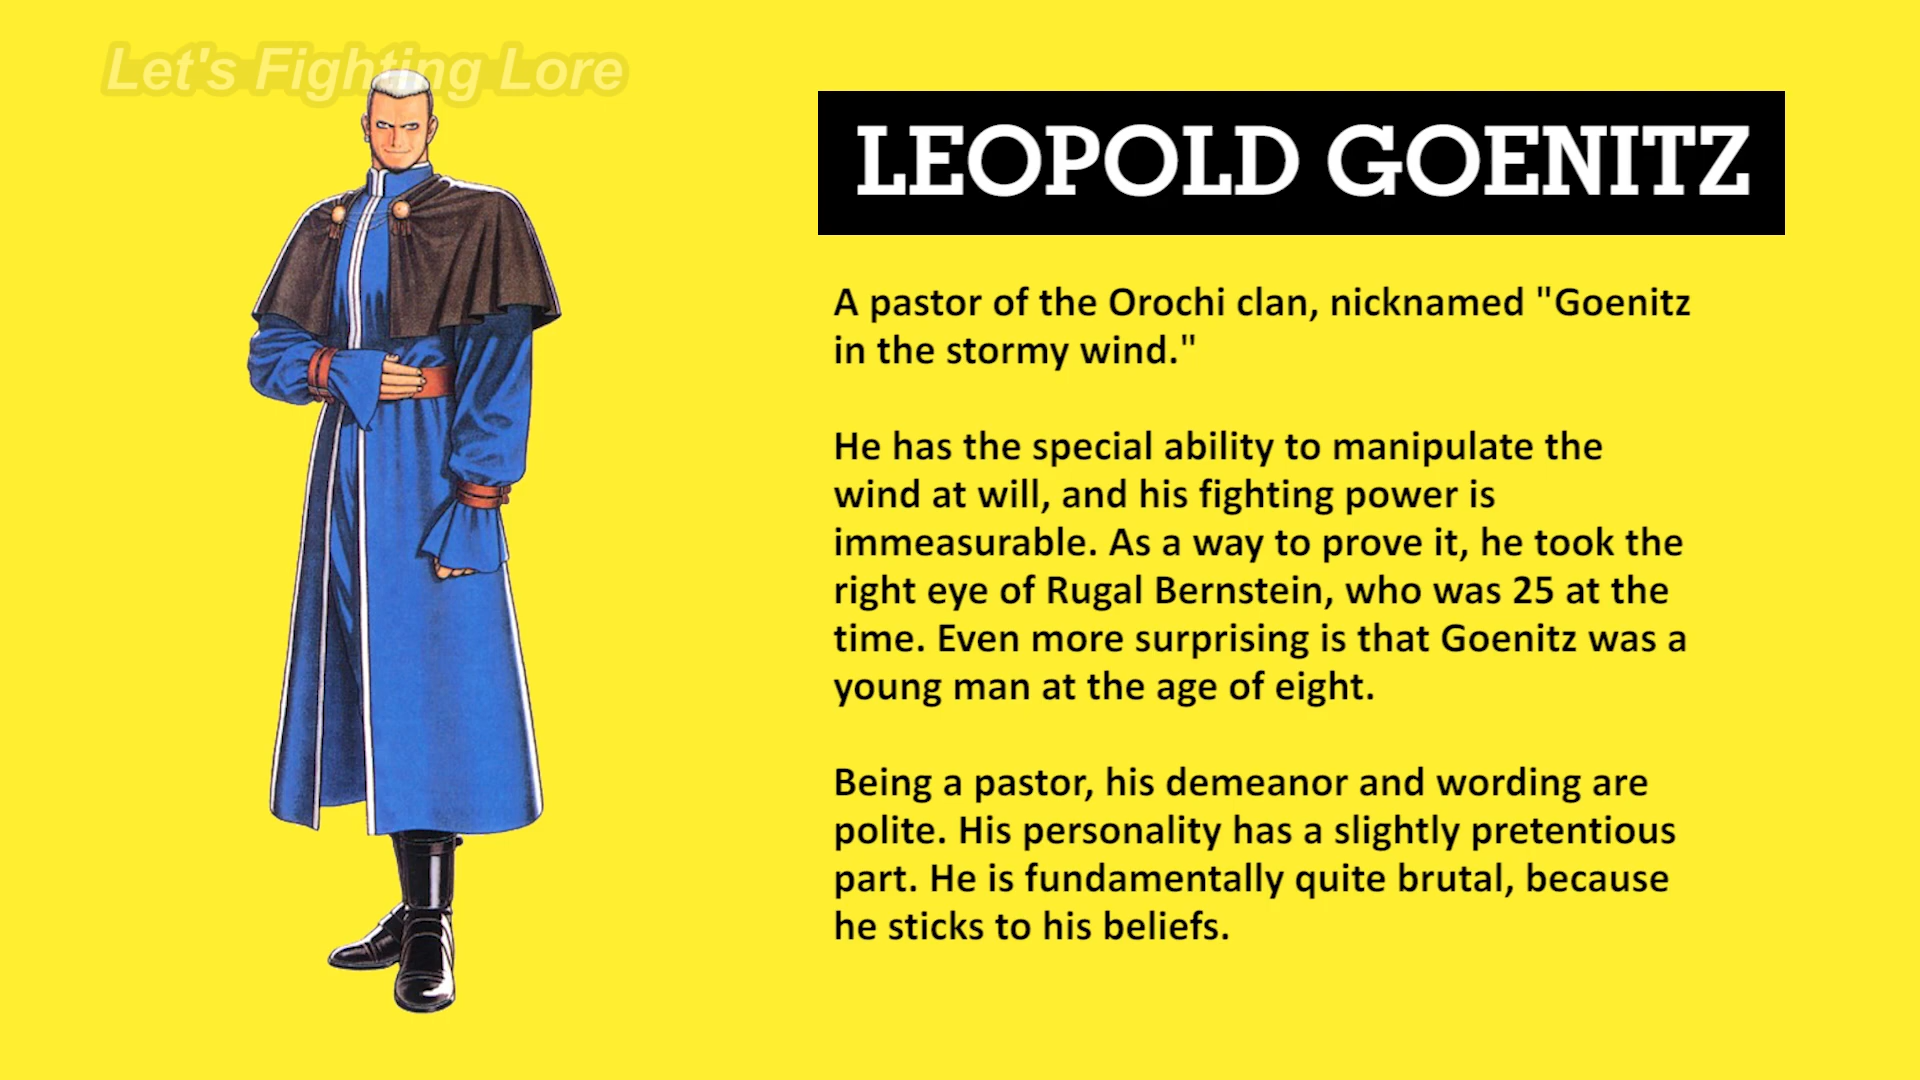 Let's Fighting Lore
LEOPOLD GOENITZ
A pastor of the Orochi clan, nicknamed "Goenitz
in the stormy wind."
He has the special ability to manipulate the
wind at will, and his fighting power is
immeasurable. As a way to prove it, he took the
right eye of Rugal Bernstein, who was 25 at the
time. Even more surprising is that Goenitz was a
young man at the age of eight.
Being a pastor, his demeanor and wording are
polite. His personality has a slightly pretentious
part. He is fundamentally quite brutal, because
he sticks to his beliefs.